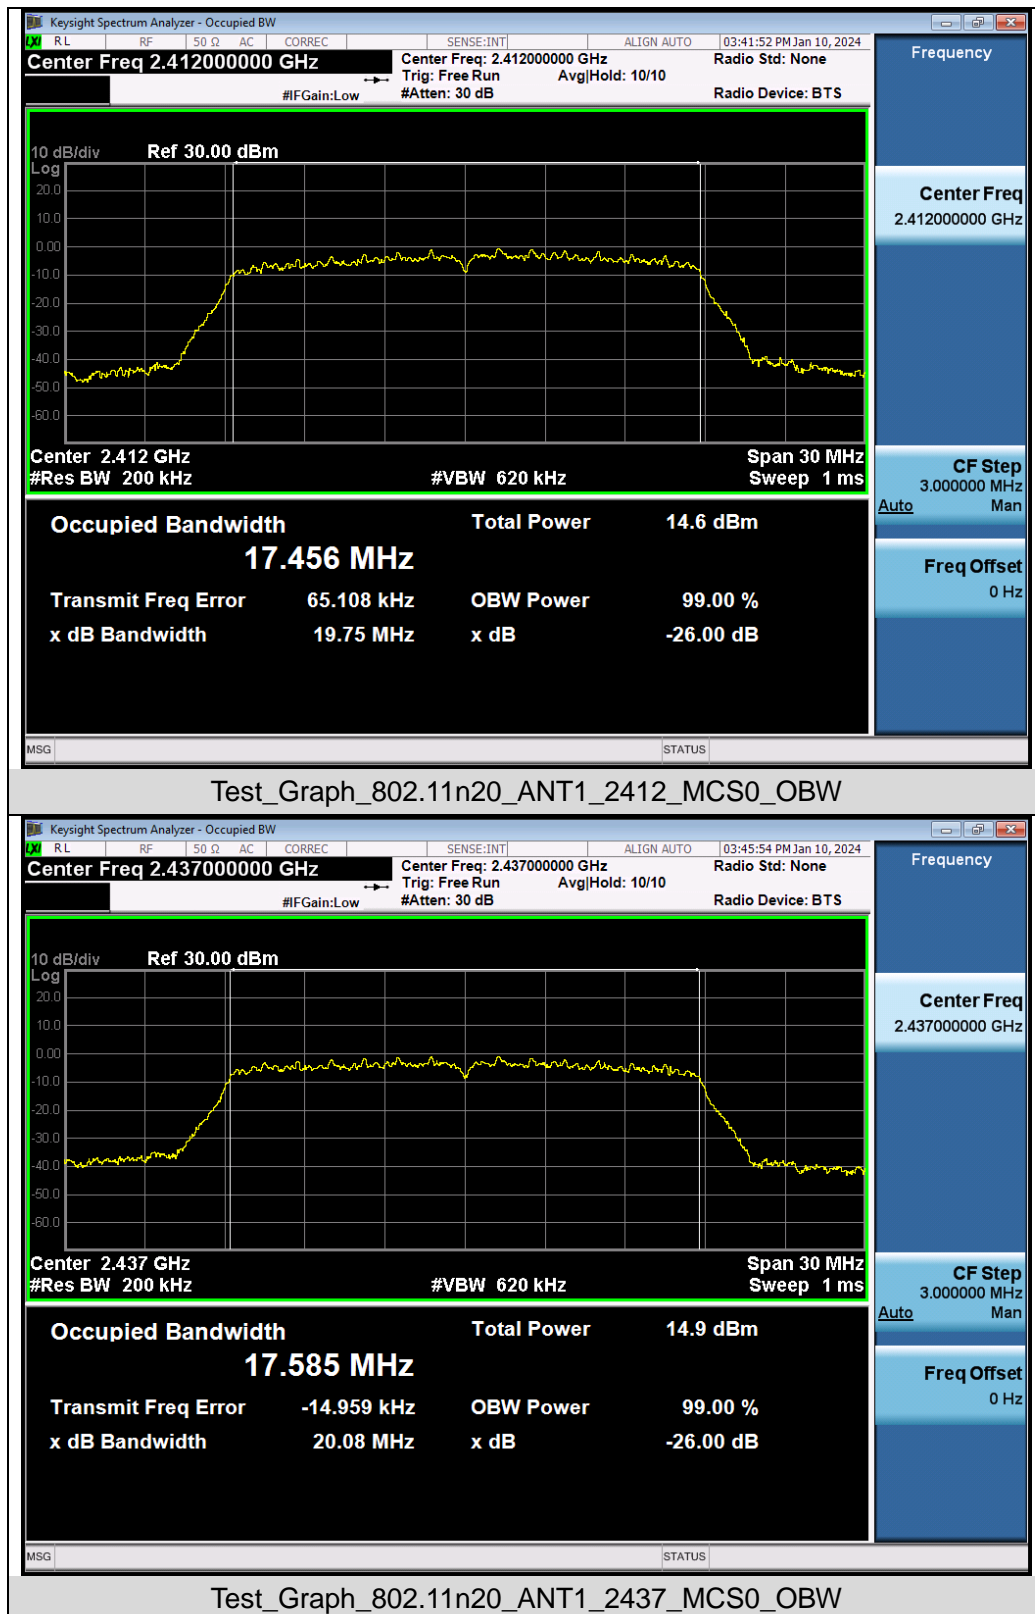 Keysight Spectrum Analyzer - Occupied BW
LXI RL RF 50 Ω AC CORREC SENSE:INT ALIGN AUTO 03:41:52 PM Jan 10, 2024
Center Freq 2.412000000 GHz
Center Freq: 2.412000000 GHz
Radio Std: None
Trig: Free Run Avg|Hold: 10/10
#IFGain:Low
#Atten: 30 dB
Radio Device: BTS
Frequency
10 dB/div Ref 30.00 dBm
Log
20.0
10.0
0.00
-10.0
-20.0
-30.0
-40.0
-50.0
-60.0
Center 2.412 GHz Span 30 MHz
#Res BW 200 kHz #VBW 620 kHz Sweep 1 ms
Center Freq
2.412000000 GHz
CF Step
3.000000 MHz
Auto Man
Freq Offset
0 Hz
Occupied Bandwidth Total Power 14.6 dBm
17.456 MHz
Transmit Freq Error 65.108 kHz OBW Power 99.00 %
x dB Bandwidth 19.75 MHz x dB -26.00 dB
MSG STATUS
Test_Graph_802.11n20_ANT1_2412_MCS0_OBW
Keysight Spectrum Analyzer - Occupied BW
LXI RL RF 50 Ω AC CORREC SENSE:INT ALIGN AUTO 03:45:54 PM Jan 10, 2024
Center Freq 2.437000000 GHz
Center Freq: 2.437000000 GHz
Radio Std: None
Trig: Free Run Avg|Hold: 10/10
#IFGain:Low
#Atten: 30 dB
Radio Device: BTS
Frequency
10 dB/div Ref 30.00 dBm
Log
20.0
10.0
0.00
-10.0
-20.0
-30.0
-40.0
-50.0
-60.0
Center 2.437 GHz Span 30 MHz
#Res BW 200 kHz #VBW 620 kHz Sweep 1 ms
Center Freq
2.437000000 GHz
CF Step
3.000000 MHz
Auto Man
Freq Offset
0 Hz
Occupied Bandwidth Total Power 14.9 dBm
17.585 MHz
Transmit Freq Error -14.959 kHz OBW Power 99.00 %
x dB Bandwidth 20.08 MHz x dB -26.00 dB
MSG STATUS
Test_Graph_802.11n20_ANT1_2437_MCS0_OBW